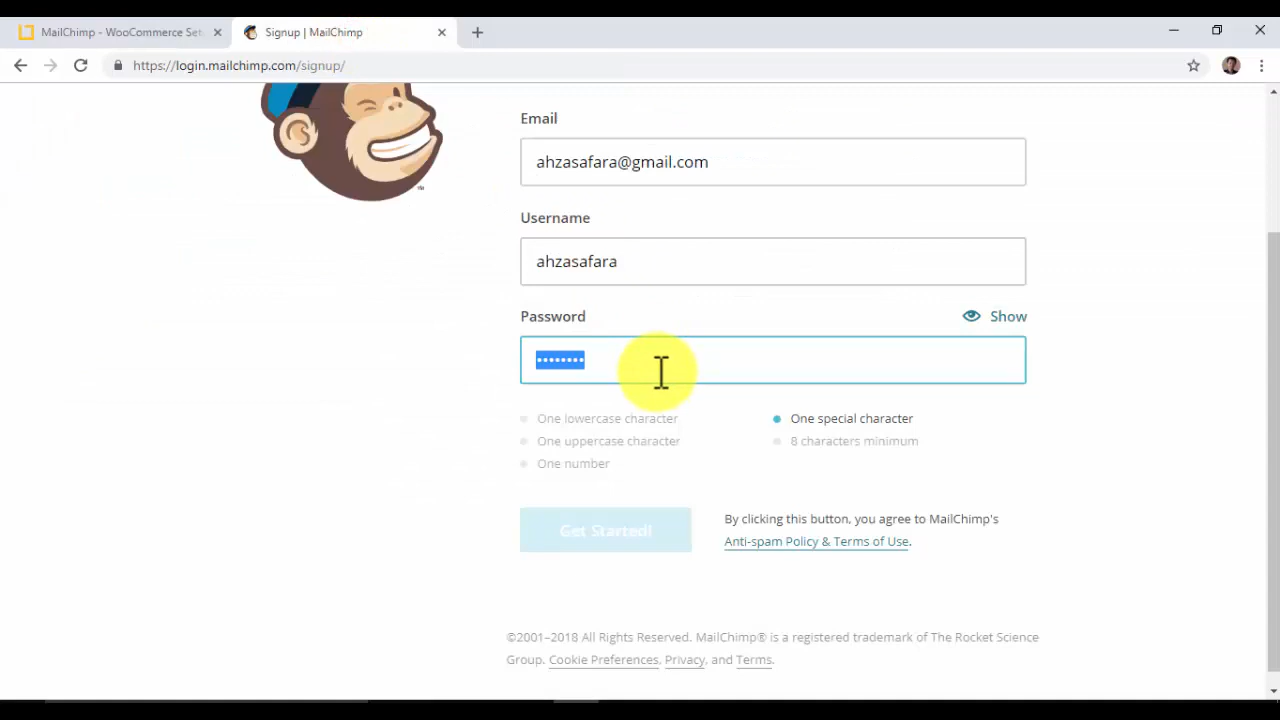 MailChimp - WooCommerce Set
Signup | MailChimp
https://login.mailchimp.com/signup/
Email
ahzasafara@gmail.com
Username
ahzasafara
Password
Show
••••••••
One lowercase character
One special character
One uppercase character
8 characters minimum
One number
Get Started!
By clicking this button, you agree to MailChimp's
Anti-spam Policy & Terms of Use.
©2001–2018 All Rights Reserved. MailChimp® is a registered trademark of The Rocket Science
Group. Cookie Preferences, Privacy, and Terms.